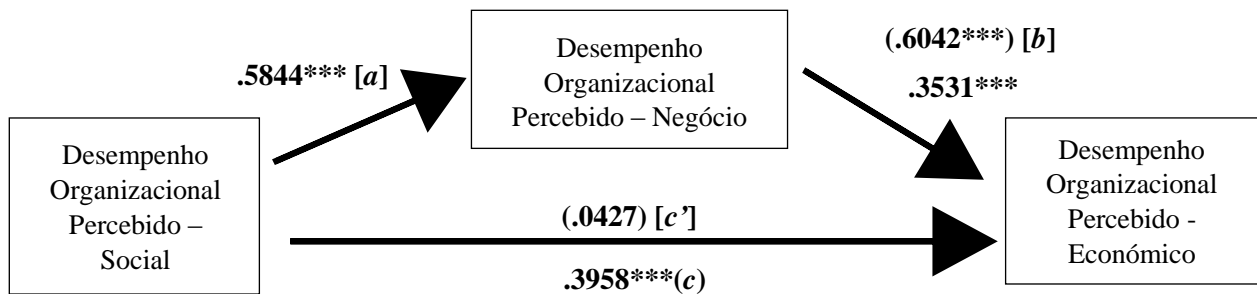 Desempenho
Organizacional
Percebido – Negócio
.5844*** [a]
(.6042***) [b]
.3531***
Desempenho
Organizacional
Percebido –
Social
(.0427) [c’]
.3958***(c)
Desempenho
Organizacional
Percebido -
Económico